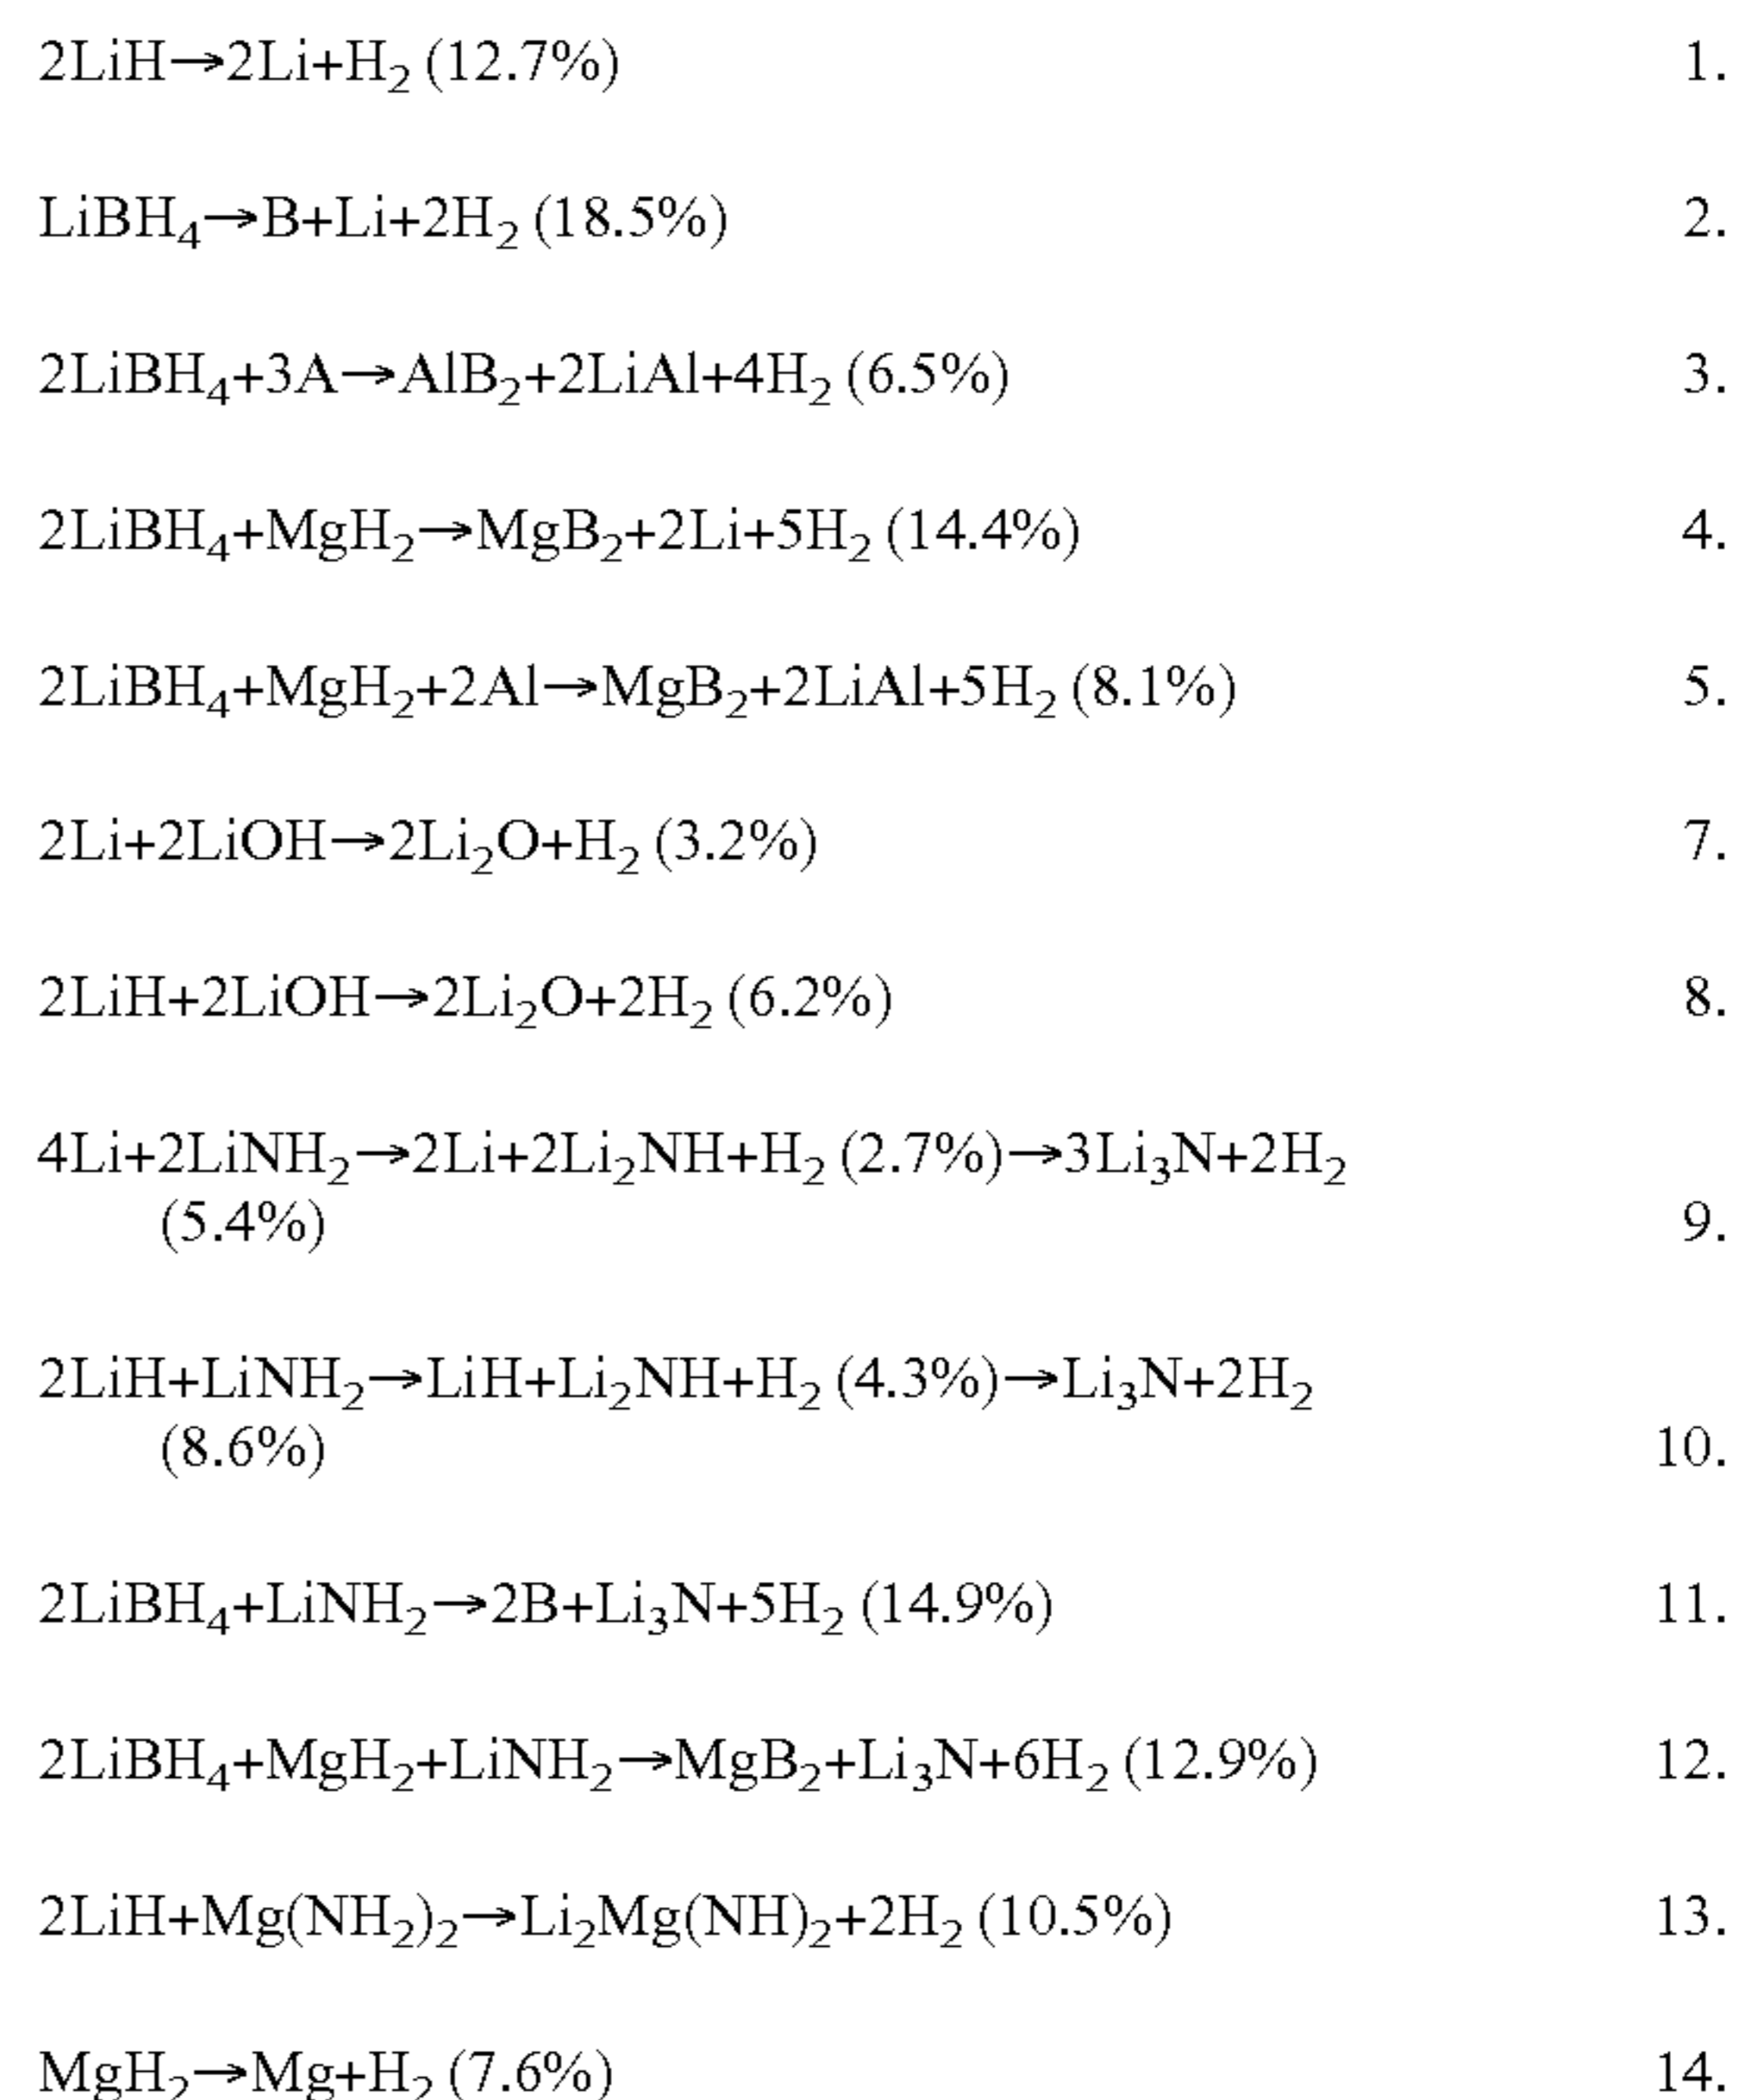 2LiH→2Li+H₂ (12.7%) 1.
LiBH₄→B+Li+2H₂ (18.5%) 2.
2LiBH₄+3A→AlB₂+2LiAl+4H₂ (6.5%) 3.
2LiBH₄+MgH₂→MgB₂+2Li+5H₂ (14.4%) 4.
2LiBH₄+MgH₂+2Al→MgB₂+2LiAl+5H₂ (8.1%) 5.
2Li+2LiOH→2Li₂O+H₂ (3.2%) 7.
2LiH+2LiOH→2Li₂O+2H₂ (6.2%) 8.
4Li+2LiNH₂→2Li+2Li₂NH+H₂ (2.7%)→3Li₃N+2H₂
(5.4%) 9.
2LiH+LiNH₂→LiH+Li₂NH+H₂ (4.3%)→Li₃N+2H₂
(8.6%) 10.
2LiBH₄+LiNH₂→2B+Li₃N+5H₂ (14.9%) 11.
2LiBH₄+MgH₂+LiNH₂→MgB₂+Li₃N+6H₂ (12.9%) 12.
2LiH+Mg(NH₂)₂→Li₂Mg(NH)₂+2H₂ (10.5%) 13.
MgH₂→Mg+H₂ (7.6%) 14.